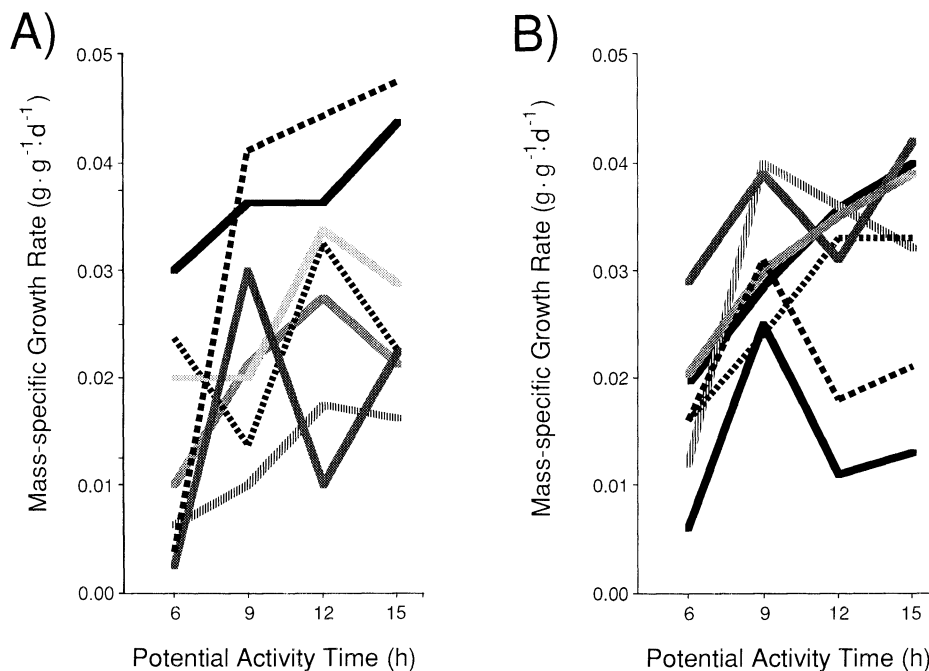 A)
Mass-specific Growth Rate (g· g⁻¹·d⁻¹)
0.05
0.04
0.03
0.02
0.01
0.00
6 9 12 15
Potential Activity Time (h)
B)
Mass-specific Growth Rate (g· g⁻¹·d⁻¹)
0.05
0.04
0.03
0.02
0.01
0.00
6 9 12 15
Potential Activity Time (h)